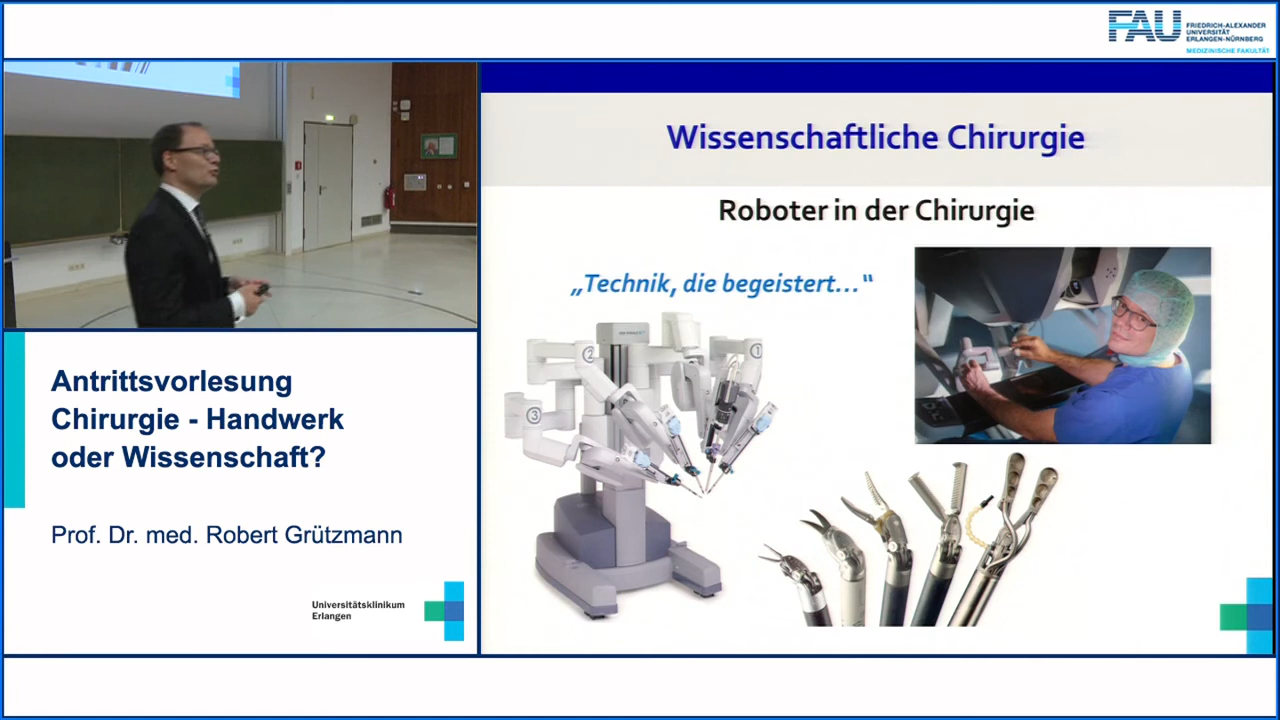 FAU
FRIEDRICH-ALEXANDER
UNIVERSITÄT
ERLANGEN-NÜRNBERG
MEDIZINISCHE FAKULTÄT
Wissenschaftliche Chirurgie
Roboter in der Chirurgie
„Technik, die begeistert…“
2
1
3
Antrittsvorlesung
Chirurgie - Handwerk
oder Wissenschaft?
Prof. Dr. med. Robert Grützmann
Universitätsklinikum
Erlangen